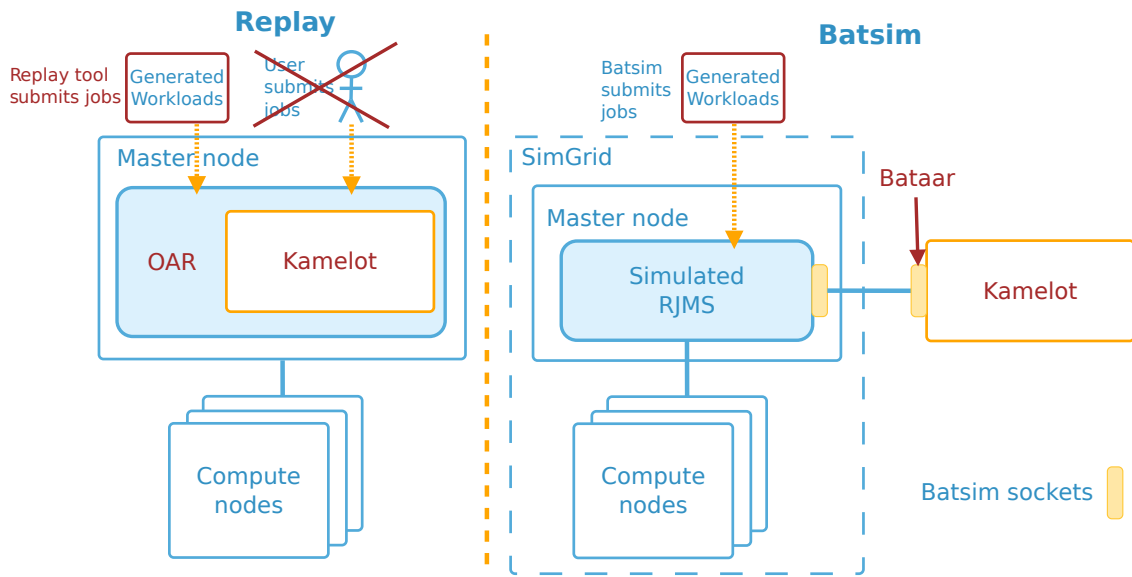 Replay
Replay tool
submits jobs
Generated
Workloads
User
submits
jobs
Master node
OAR
Kamelot
Compute
nodes
Batsim
Batsim
submits
jobs
Generated
Workloads
SimGrid
Master node
Simulated
RJMS
Bataar
Kamelot
Compute
nodes
Batsim sockets